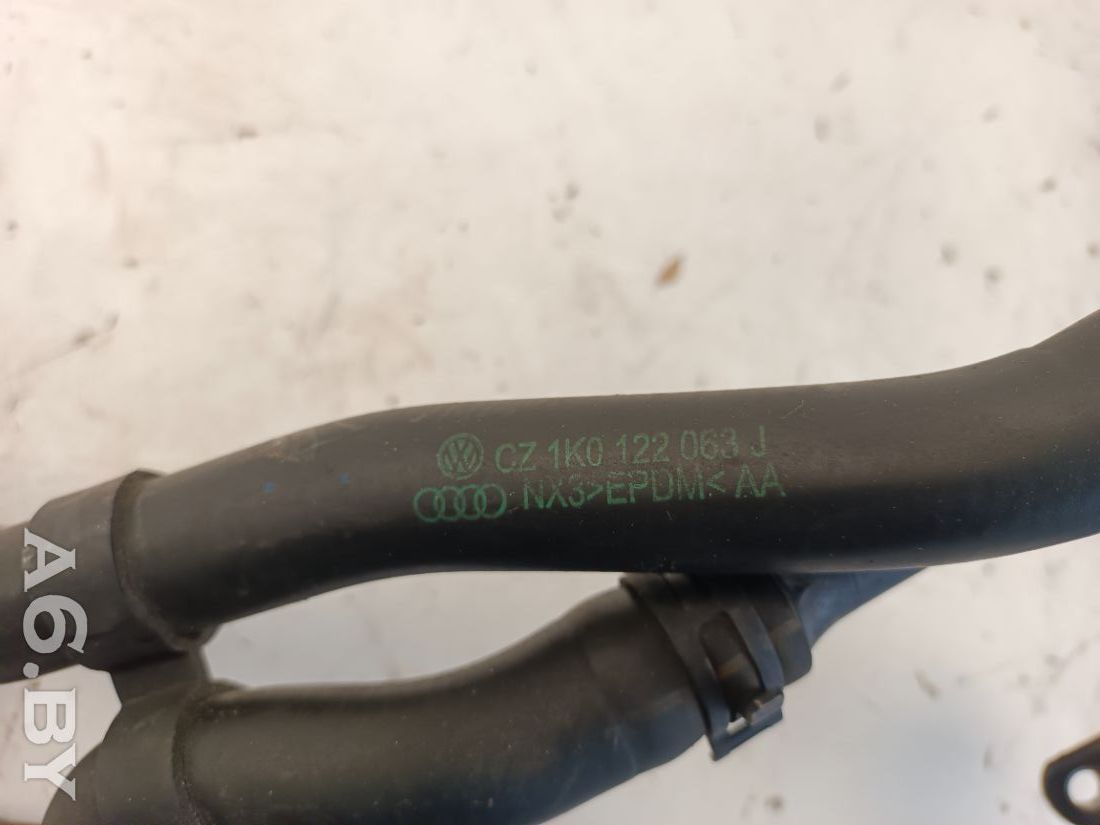 CZ 1K0 122 063 J
NX3>EPDM< AA
A6.BY